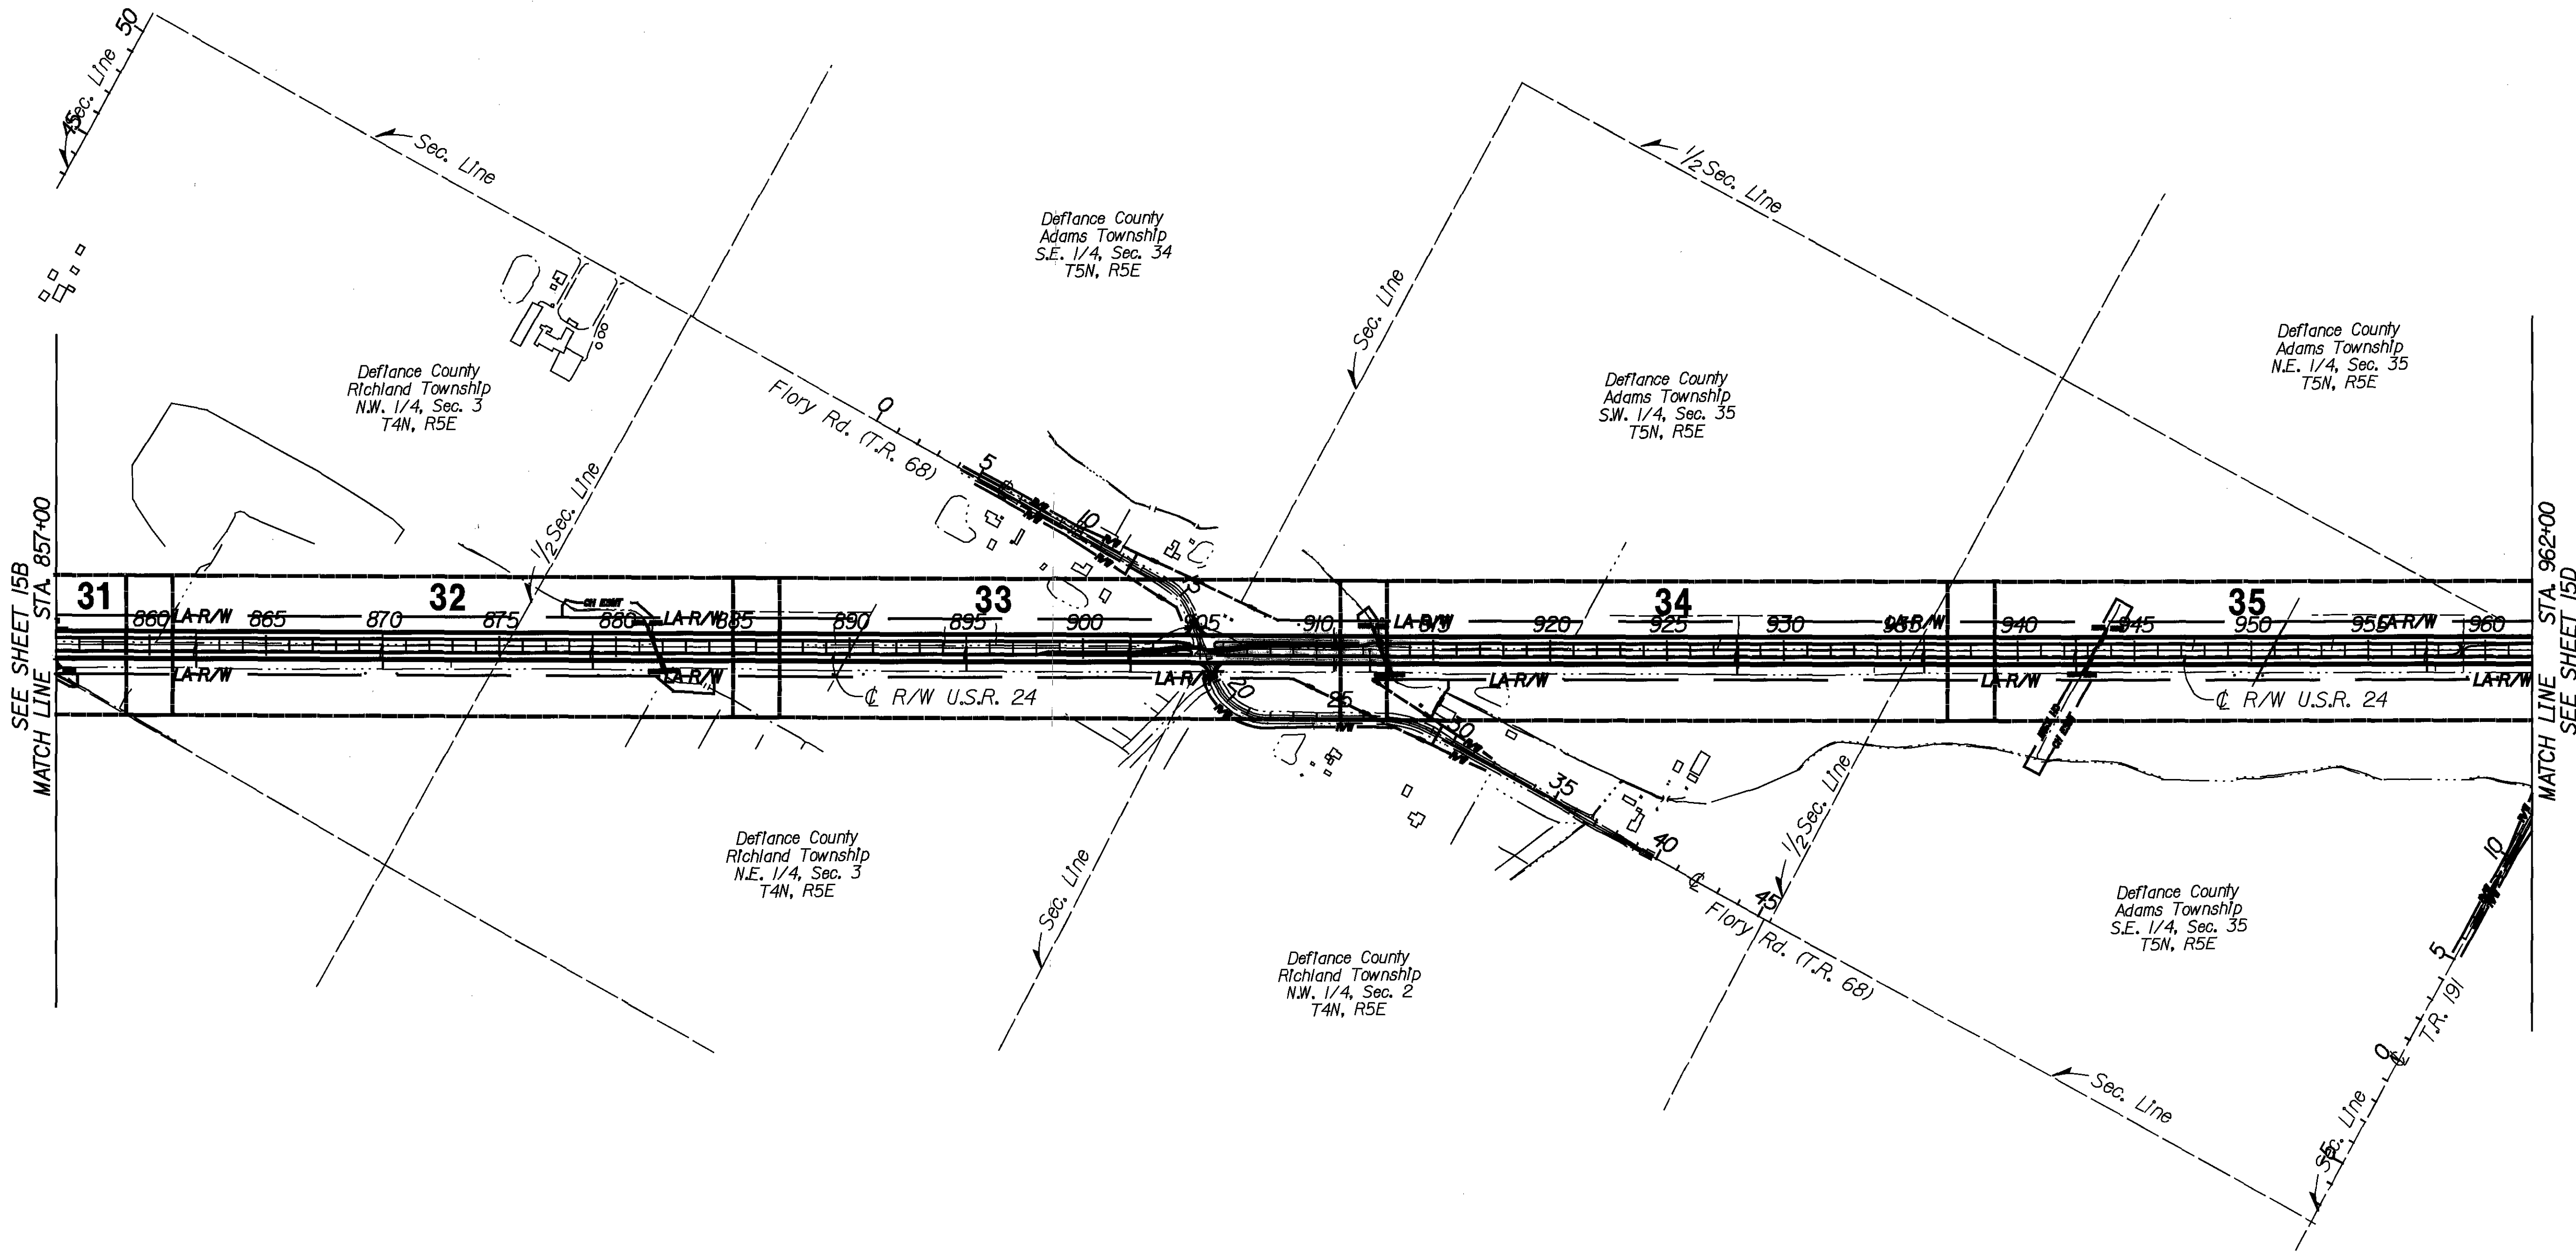 50
Sec. Line
45
Sec. Line
1/2 Sec. Line
Defiance County
Adams Township
S.E. 1/4, Sec. 34
T5N, R5E
Sec. Line
Defiance County
Adams Township
N.E. 1/4, Sec. 35
T5N, R5E
Defiance County
Richland Township
N.W. 1/4, Sec. 3
T4N, R5E
Defiance County
Adams Township
S.W. 1/4, Sec. 35
T5N, R5E
0
Flory Rd. (T.R. 68)
5
10
1/2 Sec. Line
SEE SHEET 15B
MATCH LINE STA. 857+00
MATCH LINE STA. 962+00
SEE SHEET 15D
31
32
33
34
35
860
LA-R/W
865
870
875
880
LA-R/W
885
890
895
900
905
910
LA-R/W
915
920
925
930
935
LA-R/W
940
945
950
955
LA-R/W
960
LA-R/W
LA-R/W
LA-R/W
LA-R/W
LA-R/W
LA-R/W
CH ESMT
℄ R/W U.S.R. 24
℄ R/W U.S.R. 24
20
25
30
35
40
45
℄
Flory Rd. (T.R. 68)
1/2 Sec. Line
Defiance County
Richland Township
N.E. 1/4, Sec. 3
T4N, R5E
Sec. Line
Defiance County
Richland Township
N.W. 1/4, Sec. 2
T4N, R5E
Defiance County
Adams Township
S.E. 1/4, Sec. 35
T5N, R5E
10
5
T.R. 191
0
℄
Sec. Line
Sec. Line